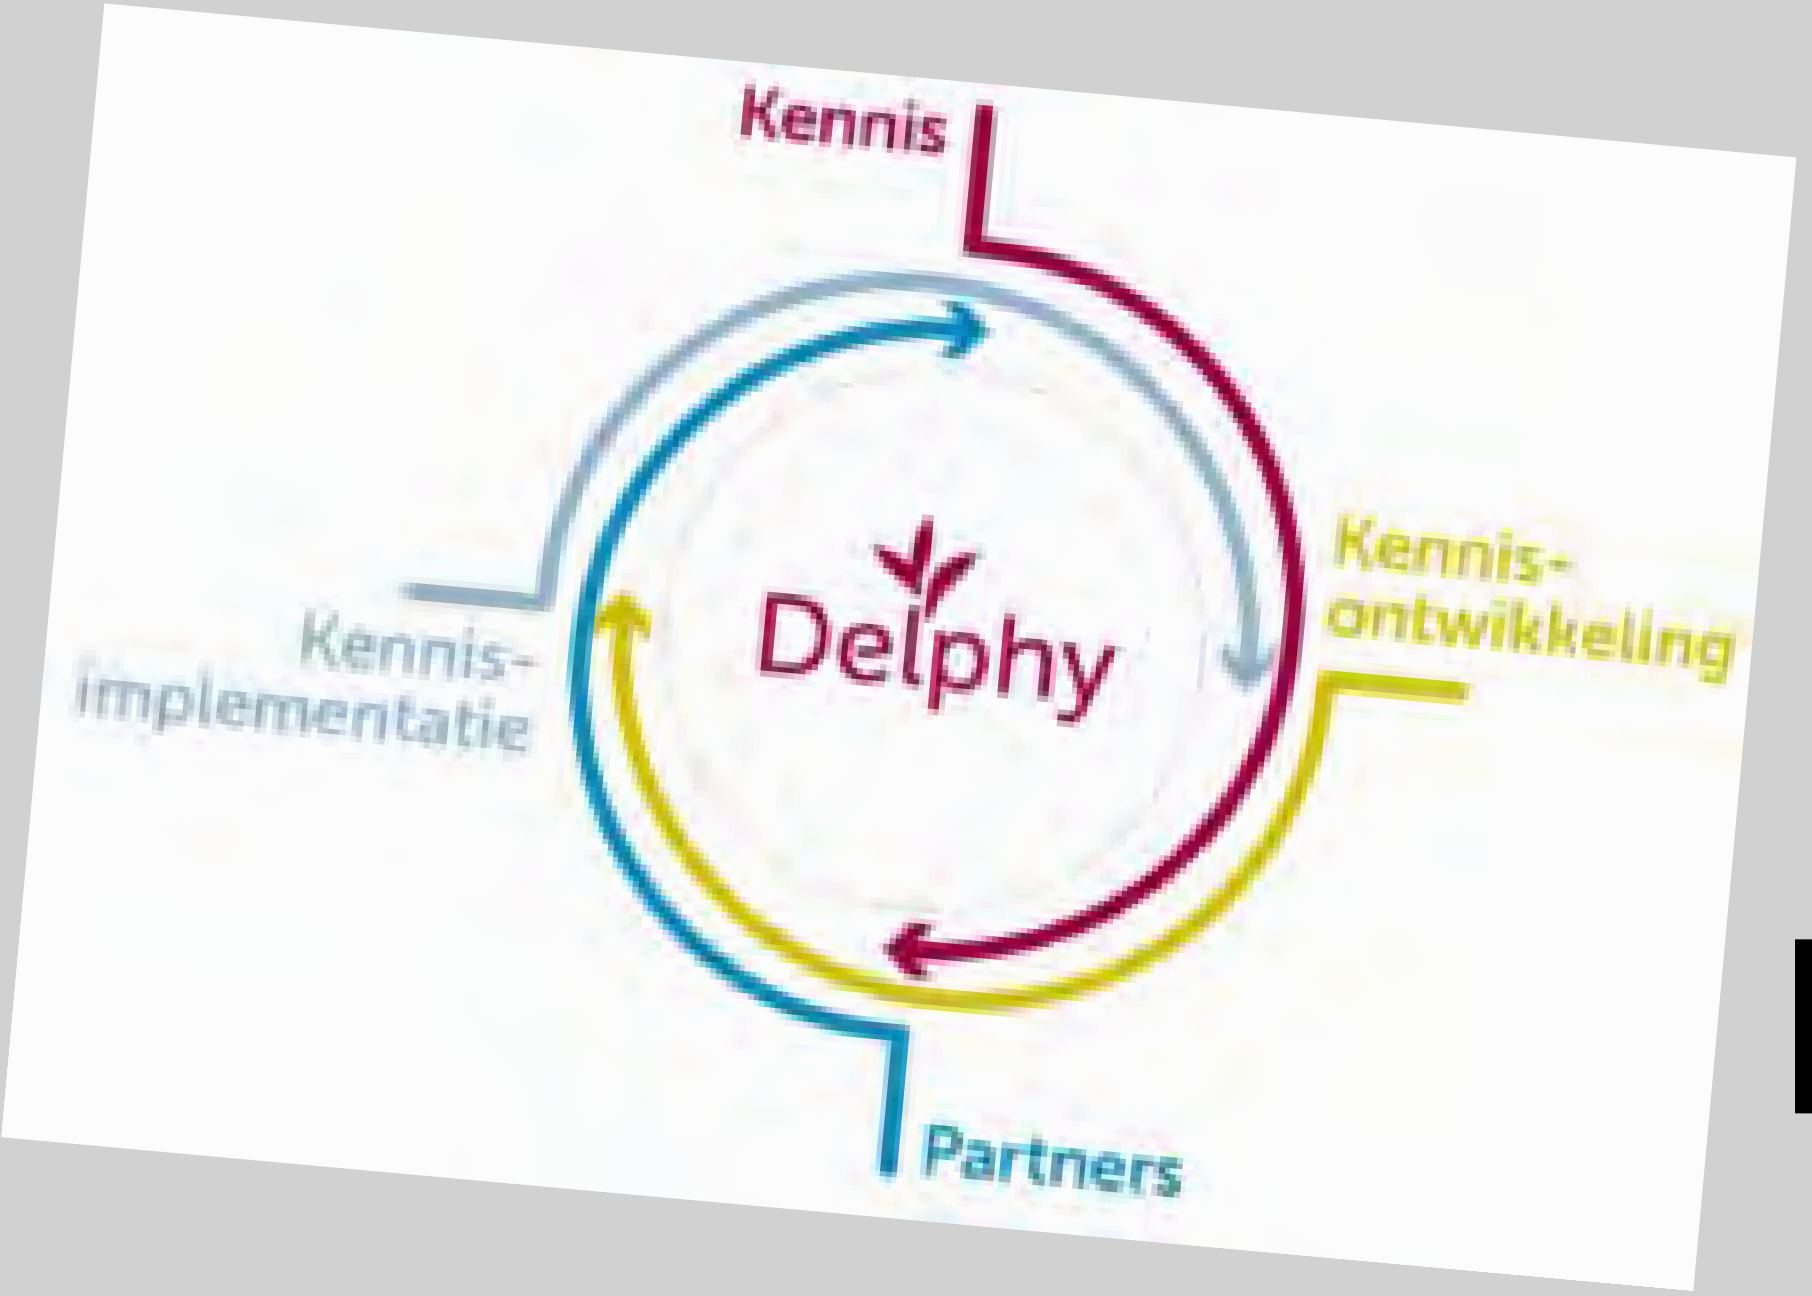 Kennis
Kennis-
ontwikkeling
Delphy
Kennis-
implementatie
Partners